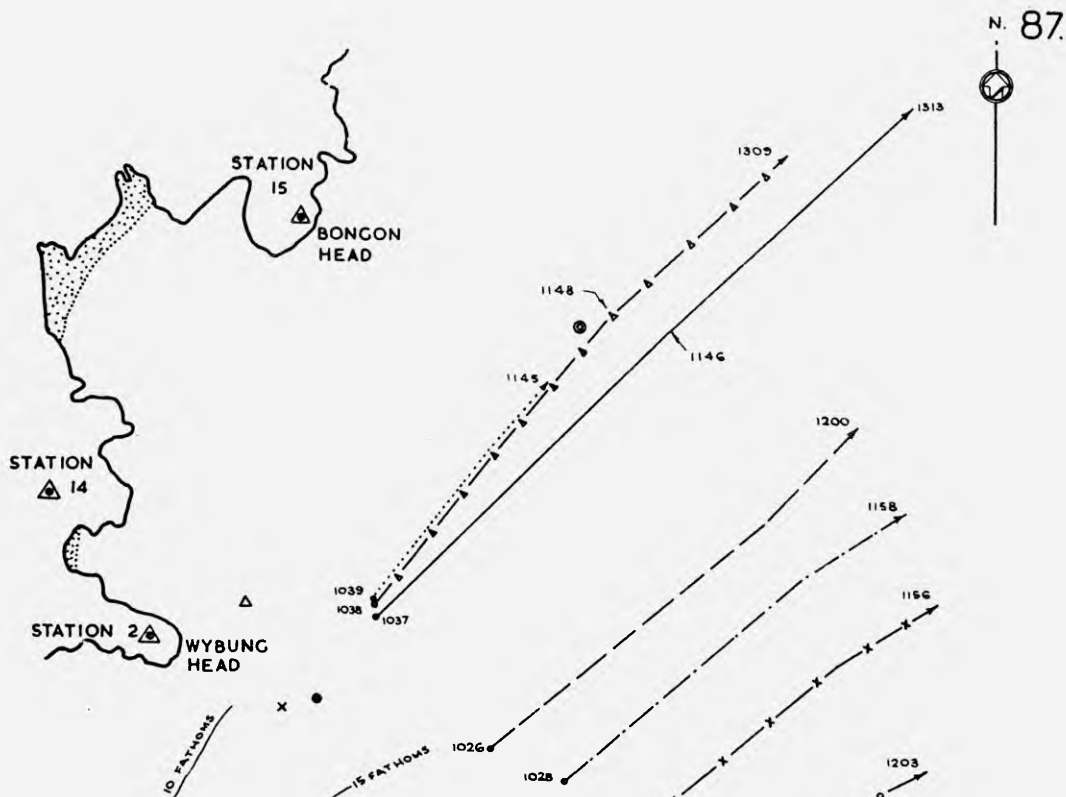 N. 87.
1313
STATION
15
1309
BONGON
HEAD
1148
1146
1145
1200
STATION
14
1158
1039
1038
1037
1156
STATION 2
WYBUNG
HEAD
10 FATHOMS
15 FATHOMS
1026
1028
1203